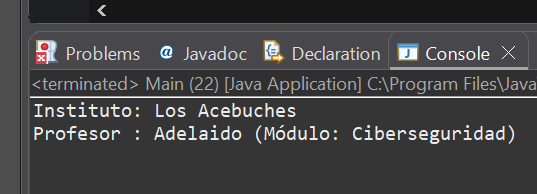 Problems @ Javadoc Declaration Console
<terminated> Main (22) [Java Application] C:\Program Files\Java
Instituto: Los Acebuches
Profesor : Adelaido (Módulo: Ciberseguridad)